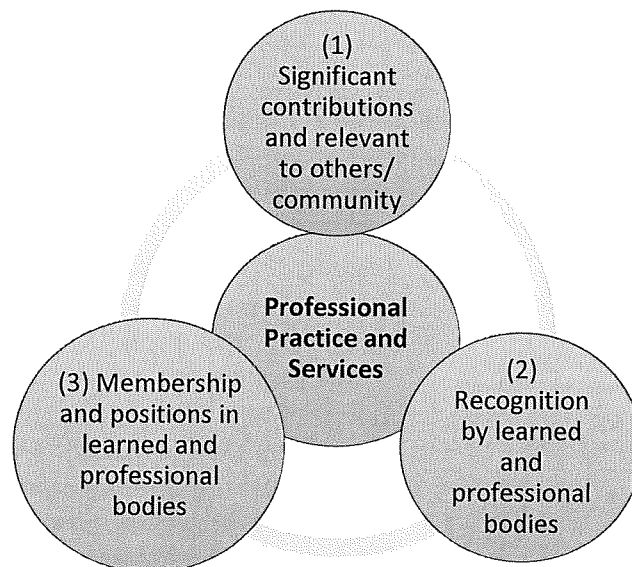 (1)
Significant
contributions
and relevant
to others/
community
Professional
Practice and
Services
(2)
Recognition
by learned
and
professional
bodies
(3) Membership
and positions in
learned and
professional
bodies